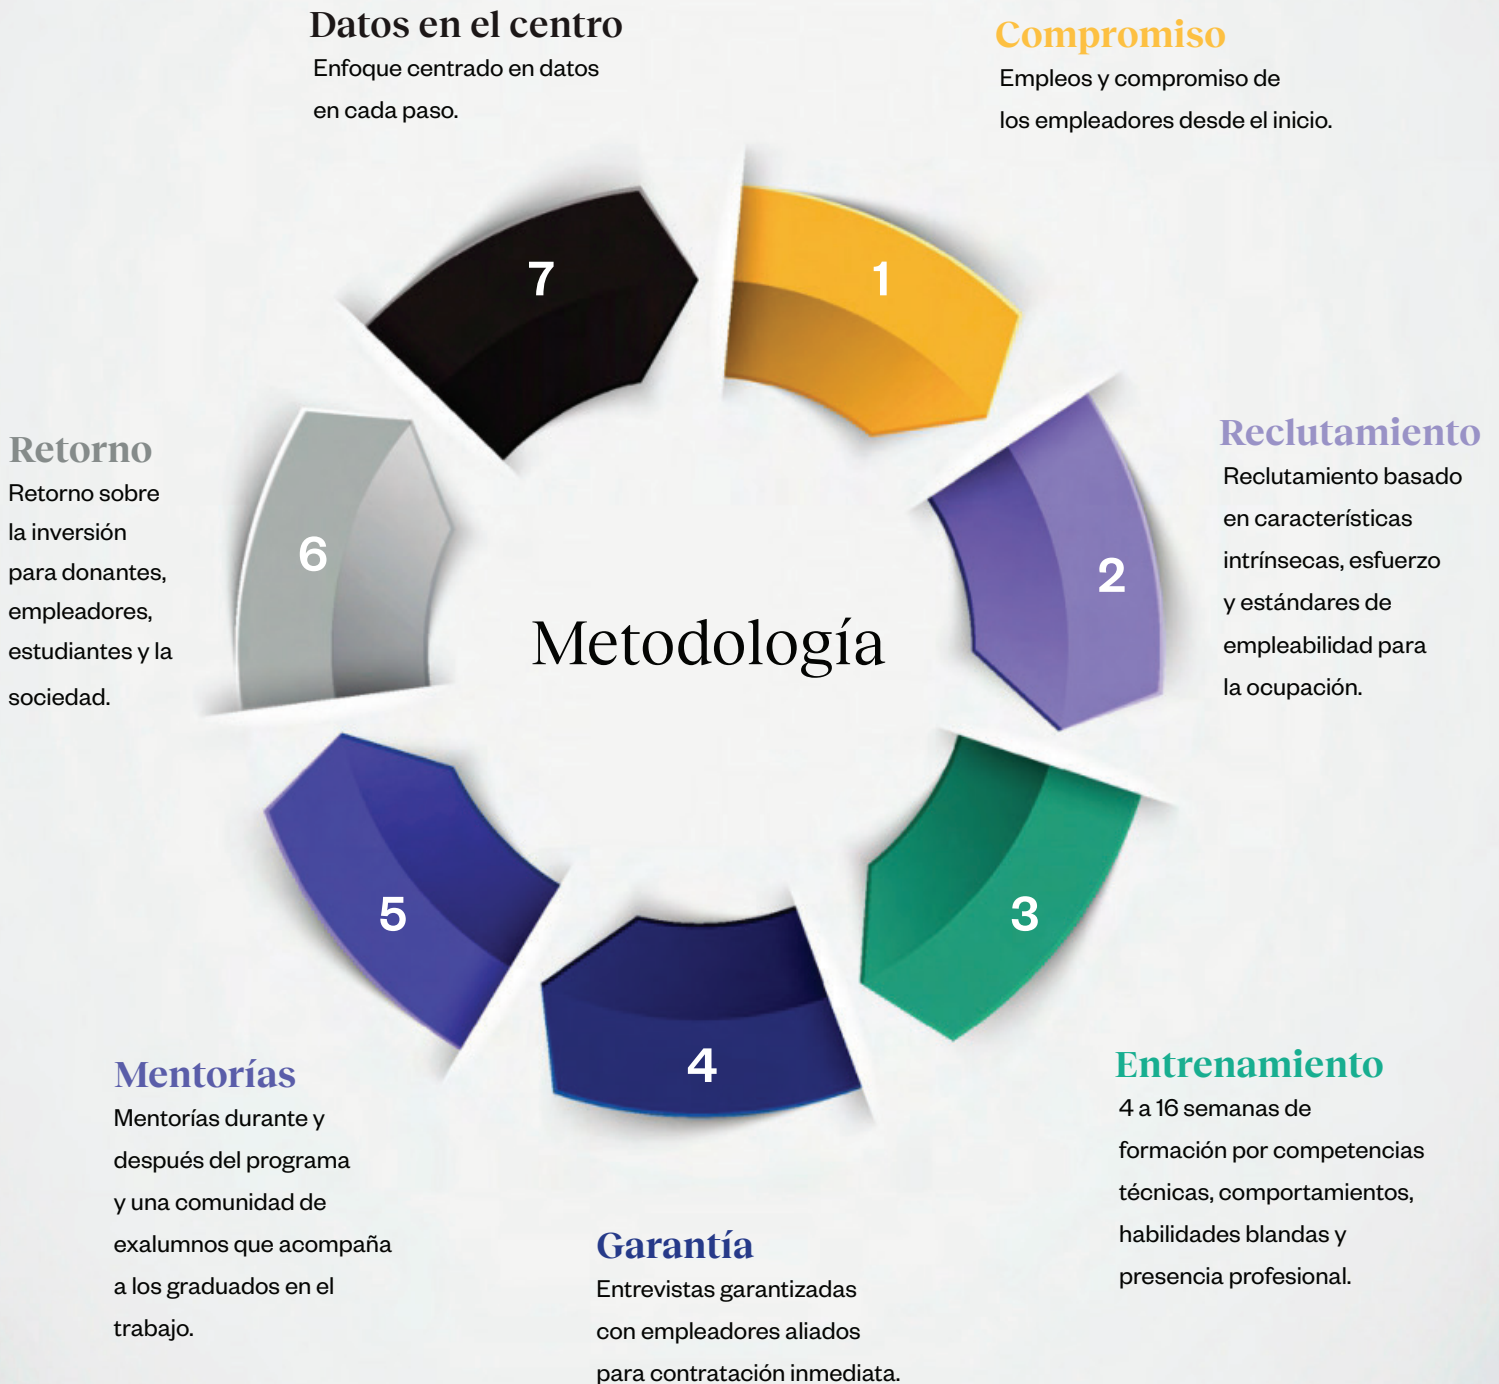 Datos en el centro
Enfoque centrado en datos
en cada paso.
Compromiso
Empleos y compromiso de
los empleadores desde el inicio.
7
1
Retorno
Retorno sobre
la inversión
para donantes,
empleadores,
estudiantes y la
sociedad.
6
Metodología
2
Reclutamiento
Reclutamiento basado
en características
intrínsecas, esfuerzo
y estándares de
empleabilidad para
la ocupación.
5
4
3
Mentorías
Mentorías durante y
después del programa
y una comunidad de
exalumnos que acompaña
a los graduados en el
trabajo.
Garantía
Entrevistas garantizadas
con empleadores aliados
para contratación inmediata.
Entrenamiento
4 a 16 semanas de
formación por competencias
técnicas, comportamientos,
habilidades blandas y
presencia profesional.